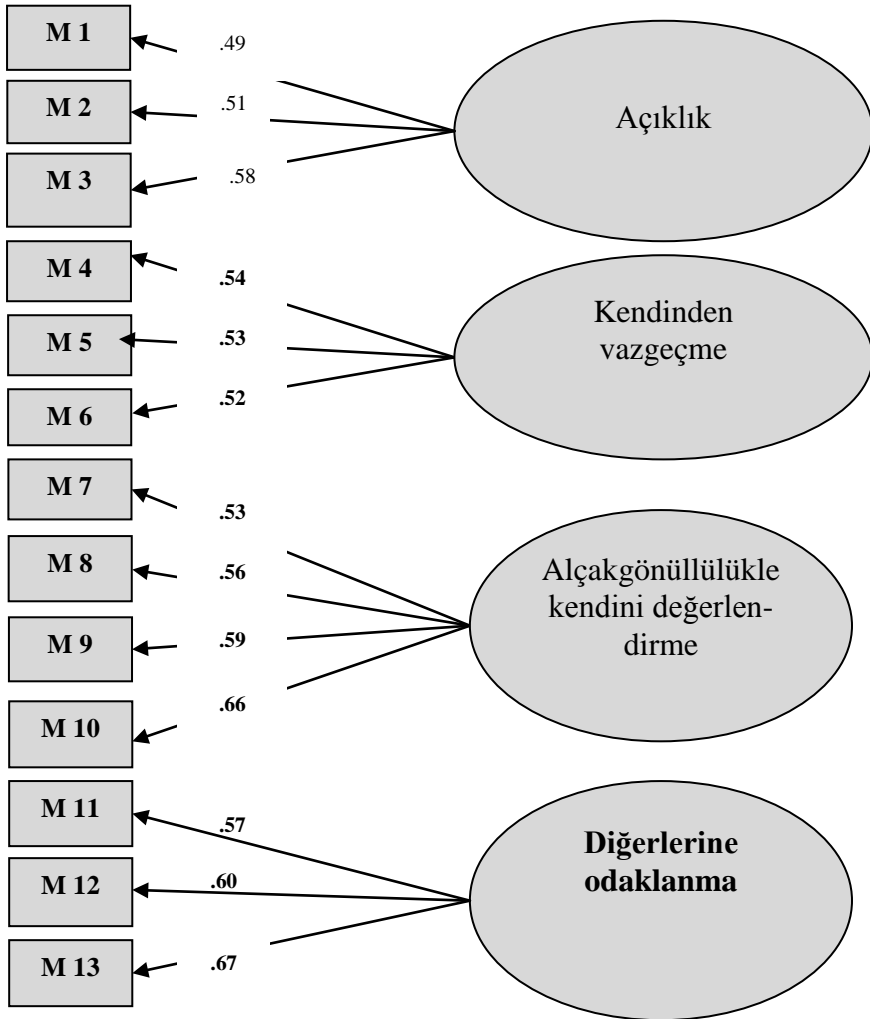 M 1
.49
M 2
.51
Açıklık
M 3
.58
M 4
.54
Kendinden
vazgeçme
M 5
.53
M 6
.52
M 7
.53
M 8
.56
Alçakgönüllülükle
kendini değerlen-
dirme
M 9
.59
M 10
.66
M 11
.57
Diğerlerine
odaklanma
M 12
.60
M 13
.67